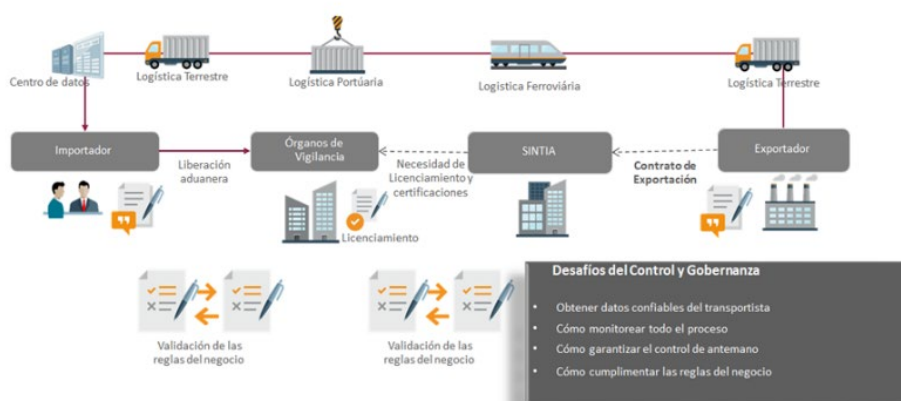 Centro de datos
Logística Terrestre
Logística Portúaria
Logistica Ferroviária
Logística Terrestre
Importador
Liberación
aduanera
Órganos de
Vigilancia
Necesidad de
Licenciamiento y
certificaciones
SINTIA
Contrato de
Exportación
Exportador
Licenciamiento
Validación de las
reglas del negocio
Validación de las
reglas del negocio
Desafíos del Control y Gobernanza
• Obtener datos confiables del transportista
• Cómo monitorear todo el proceso
• Cómo garantizar el control de antemano
• Cómo cumplimentar las reglas del negocio